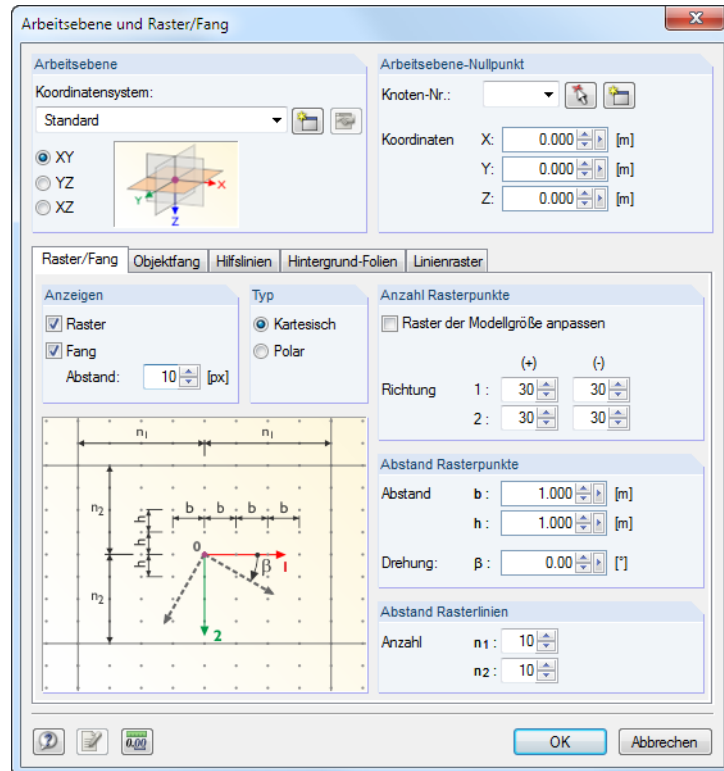 Arbeitsebene und Raster/Fang
Arbeitsebene
Koordinatensystem:
Standard
XY
YZ
XZ
X
Y
Z
Arbeitsebene-Nullpunkt
Knoten-Nr.:
Koordinaten X: 0.000 [m]
Y: 0.000 [m]
Z: 0.000 [m]
Raster/Fang Objektfang Hilfslinien Hintergrund-Folien Linienraster
Anzeigen
Raster
Fang
Abstand: 10 [px]
Typ
Kartesisch
Polar
Anzahl Rasterpunkte
Raster der Modellgröße anpassen
(+) (-)
Richtung 1 : 30 30
2 : 30 30
n1 n1
n2 b b b b
h
h
h
0
β 1
n2
2
Abstand Rasterpunkte
Abstand b : 1.000 [m]
h : 1.000 [m]
Drehung: β : 0.00 [°]
Abstand Rasterlinien
Anzahl n1 : 10
n2 : 10
0.00
OK Abbrechen